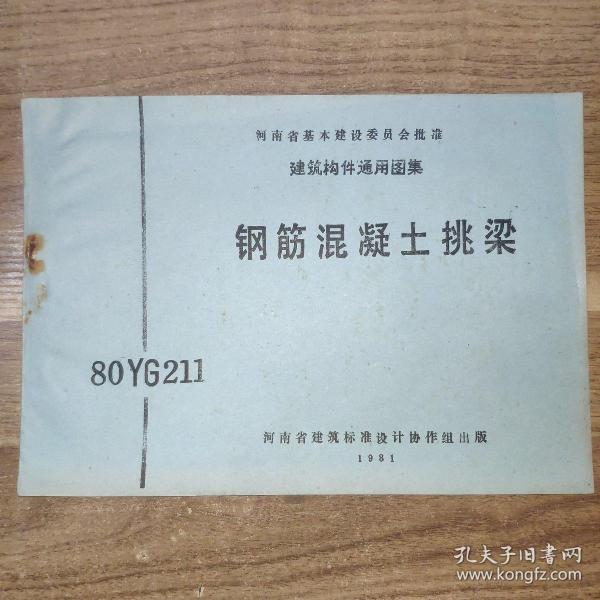 河南省基本建设委员会批准
建筑构件通用图集
钢筋混凝土挑梁
80YG211
河南省建筑标准设计协作组出版
1981
孔夫子旧书网
www.kongfz.com